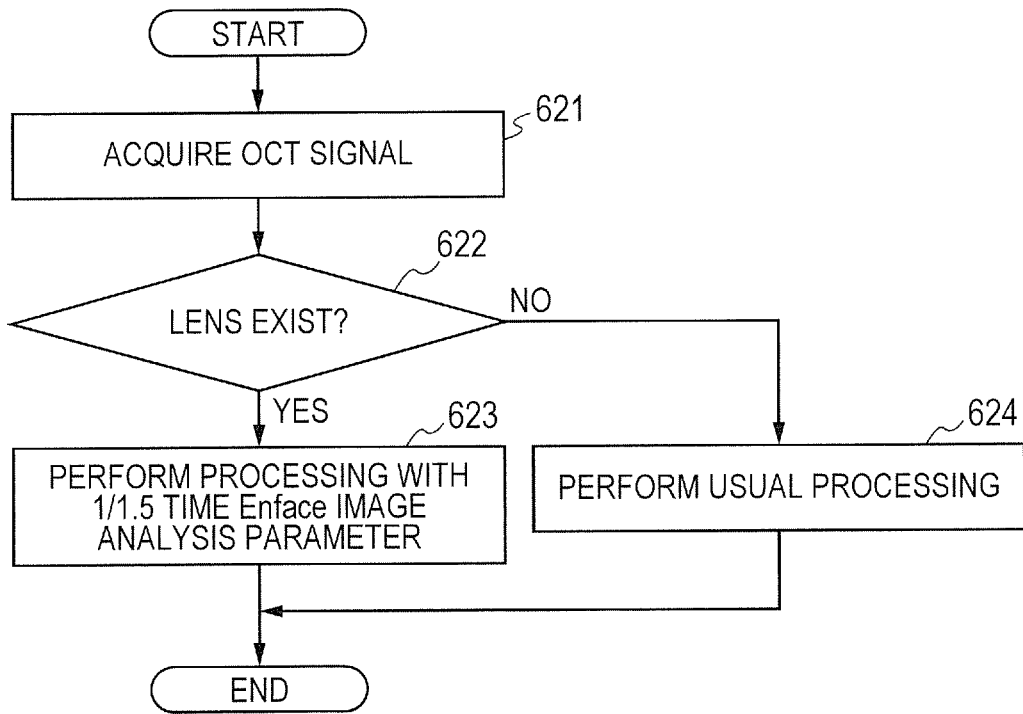 START
621
ACQUIRE OCT SIGNAL
622
LENS EXIST?
NO
YES
623
PERFORM PROCESSING WITH
1/1.5 TIME Enface IMAGE
ANALYSIS PARAMETER
624
PERFORM USUAL PROCESSING
END